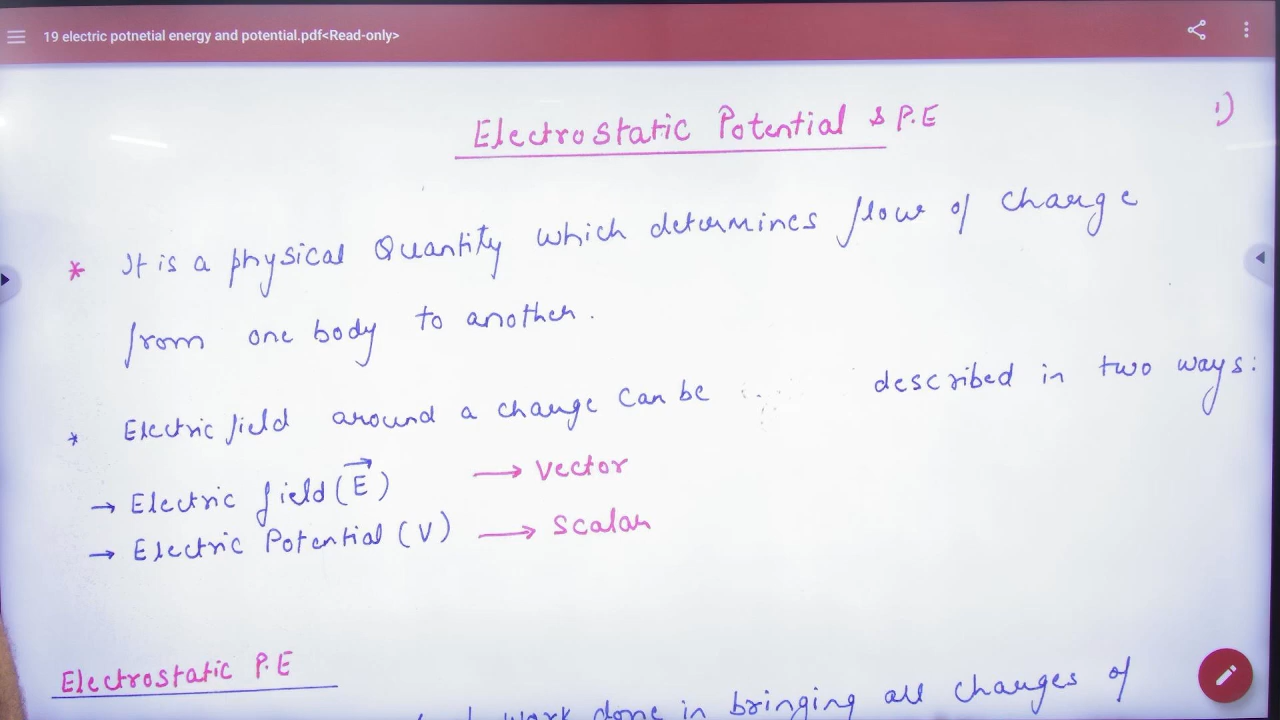 19 electric potnetial energy and potential.pdf<Read-only>
Electrostatic Potential & P.E
1)
* It is a physical Quantity which determines flow of charge
from one body to another.
* Electric field around a charge can be described in two ways:
→ Electric field (E⃗) → Vector
→ Electric Potential (V) → Scalar
Electrostatic P.E
work done in bringing all charges of